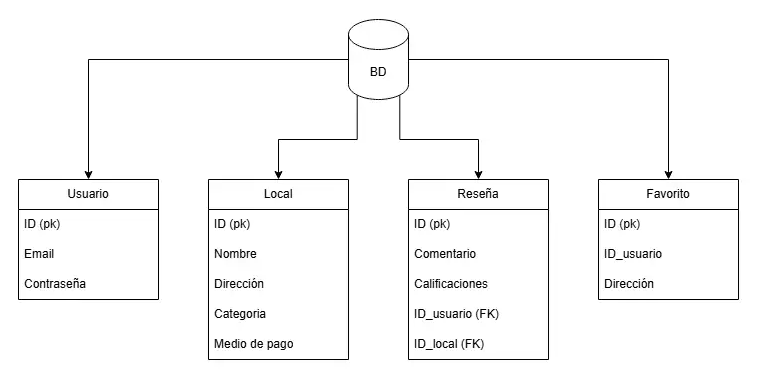 BD
Usuario
ID (pk)
Email
Contraseña
Local
ID (pk)
Nombre
Dirección
Categoria
Medio de pago
Reseña
ID (pk)
Comentario
Calificaciones
ID_usuario (FK)
ID_local (FK)
Favorito
ID (pk)
ID_usuario
Dirección